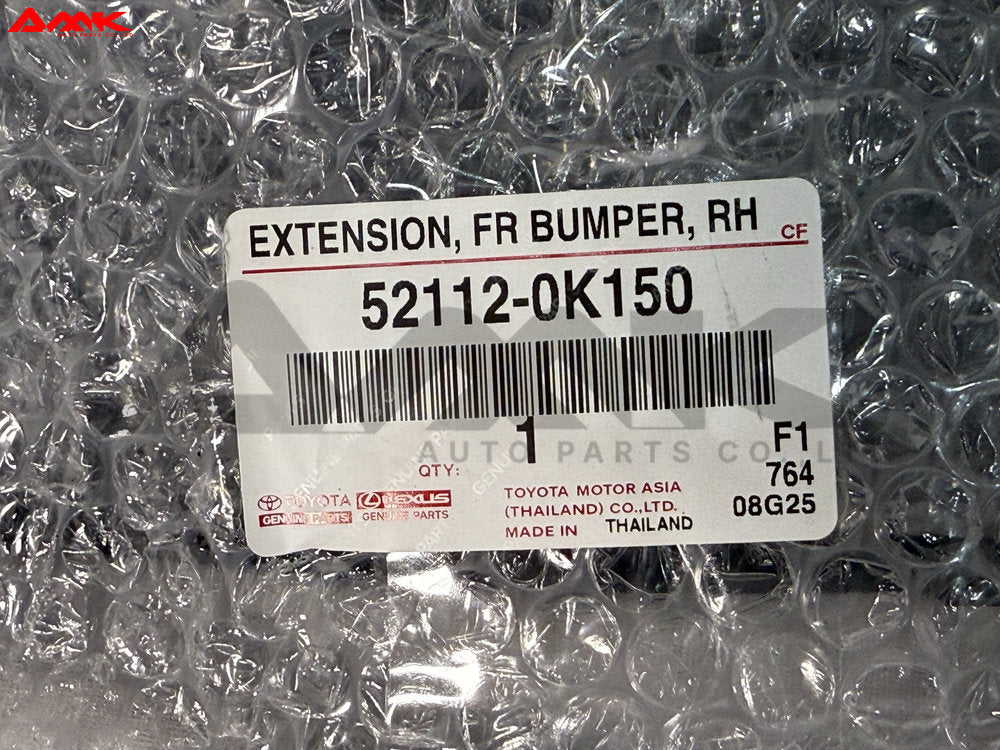 AMK
EXTENSION, FR BUMPER, RH CF
52112-0K150
AMK
AUTO PARTS CO., L
QTY: 1
F1
764
08G25
TOYOTA
GENUINE PARTS
LEXUS
GENUINE PARTS
TOYOTA MOTOR ASIA
(THAILAND) CO.,LTD.
MADE IN THAILAND